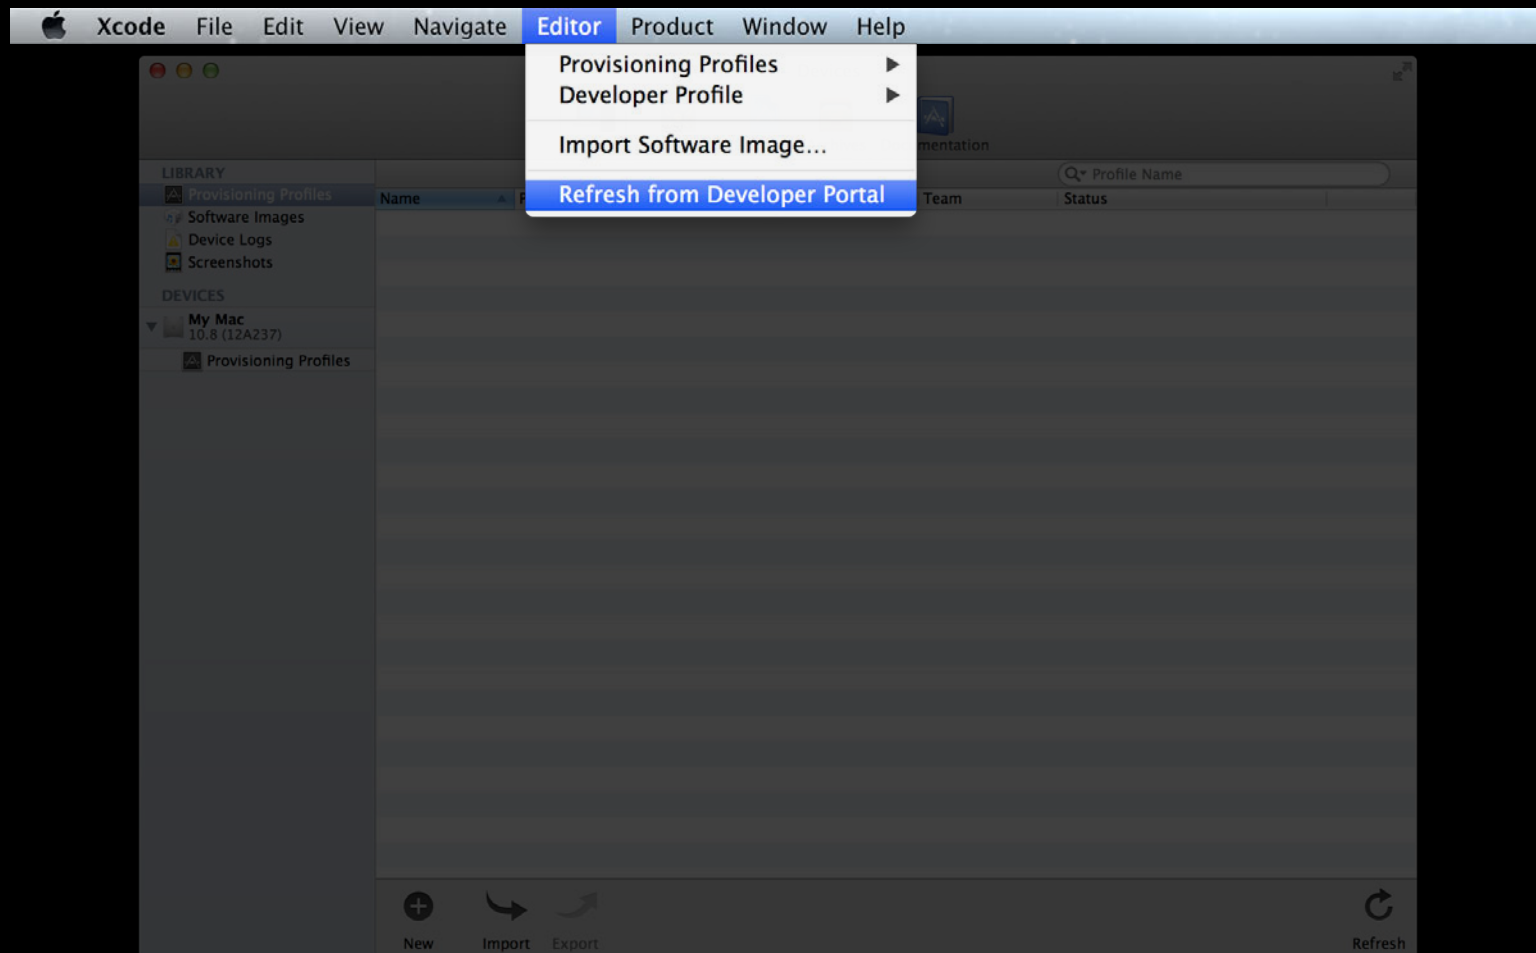 Xcode File Edit View Navigate Editor Product Window Help
Provisioning Profiles
Developer Profile
Import Software Image...
Refresh from Developer Portal
mentation
LIBRARY
Provisioning Profiles
Software Images
Device Logs
Screenshots
DEVICES
My Mac
10.8 (12A237)
Provisioning Profiles
Profile Name
Name Team Status
New Import Export Refresh